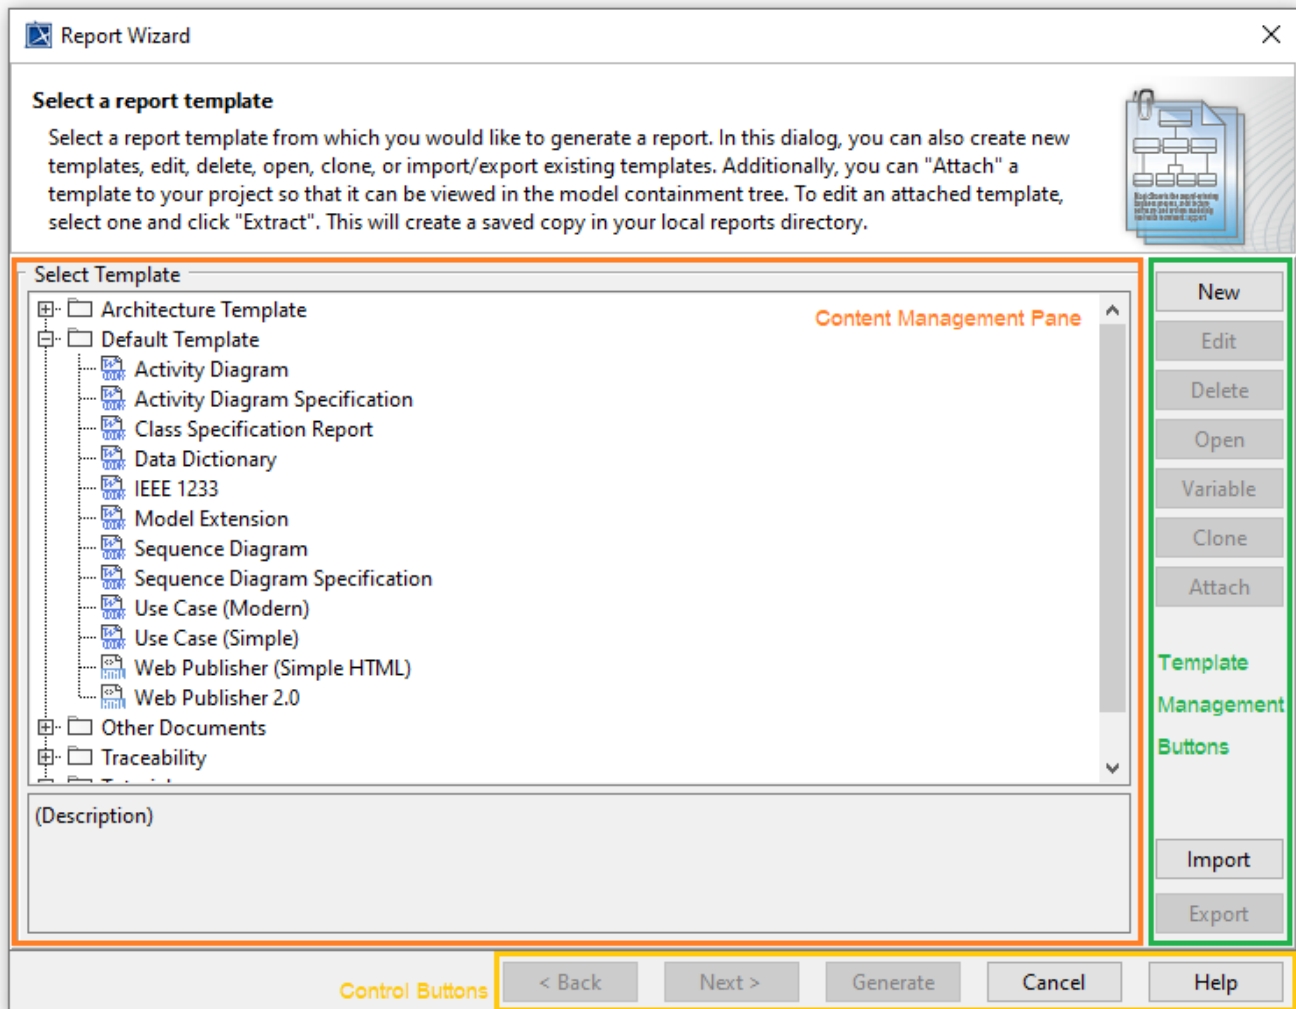 Report Wizard
Select a report template
Select a report template from which you would like to generate a report. In this dialog, you can also create new
templates, edit, delete, open, clone, or import/export existing templates. Additionally, you can "Attach" a
template to your project so that it can be viewed in the model containment tree. To edit an attached template,
select one and click "Extract". This will create a saved copy in your local reports directory.
Select Template
Architecture Template
Content Management Pane
Default Template
Activity Diagram
Activity Diagram Specification
Class Specification Report
Data Dictionary
IEEE 1233
Model Extension
Sequence Diagram
Sequence Diagram Specification
Use Case (Modern)
Use Case (Simple)
Web Publisher (Simple HTML)
Web Publisher 2.0
Other Documents
Traceability
(Description)
New
Edit
Delete
Open
Variable
Clone
Attach
Template
Management
Buttons
Import
Export
Control Buttons
< Back
Next >
Generate
Cancel
Help